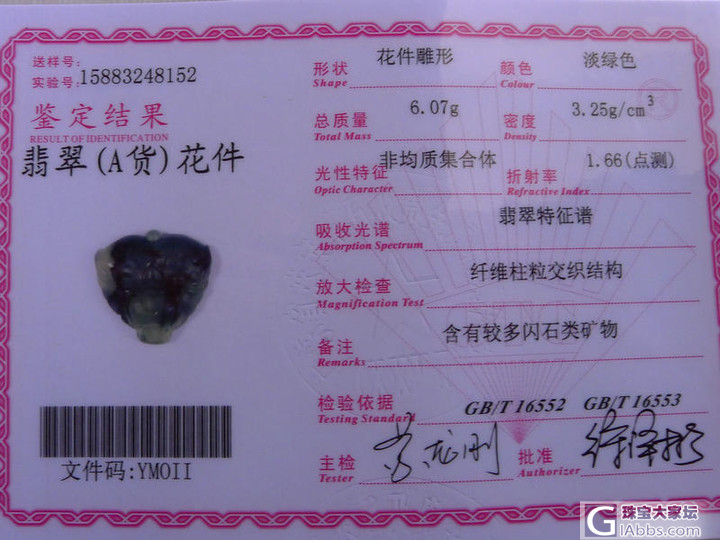 送样号:
实验号:15883248152
鉴定结果
RESULT OF IDENTIFICATION
翡翠(A货)花件
文件码:YM0II
形状 花件雕形 颜色 淡绿色
Shape Colour
总质量 6.07g 密度 3.25g/cm³
Total Mass Density
光性特征 非均质集合体 折射率 1.66(点测)
Optic Character Refractive Index
吸收光谱 翡翠特征谱
Absorption Spectrum
放大检查 纤维柱粒交织结构
Magnification Test
备注 含有较多闪石类矿物
Remarks
检验依据 GB/T 16552 GB/T 16553
Testing Standard
主检 批准
Tester Authorizer
珠宝大家坛
GIAbbs.com